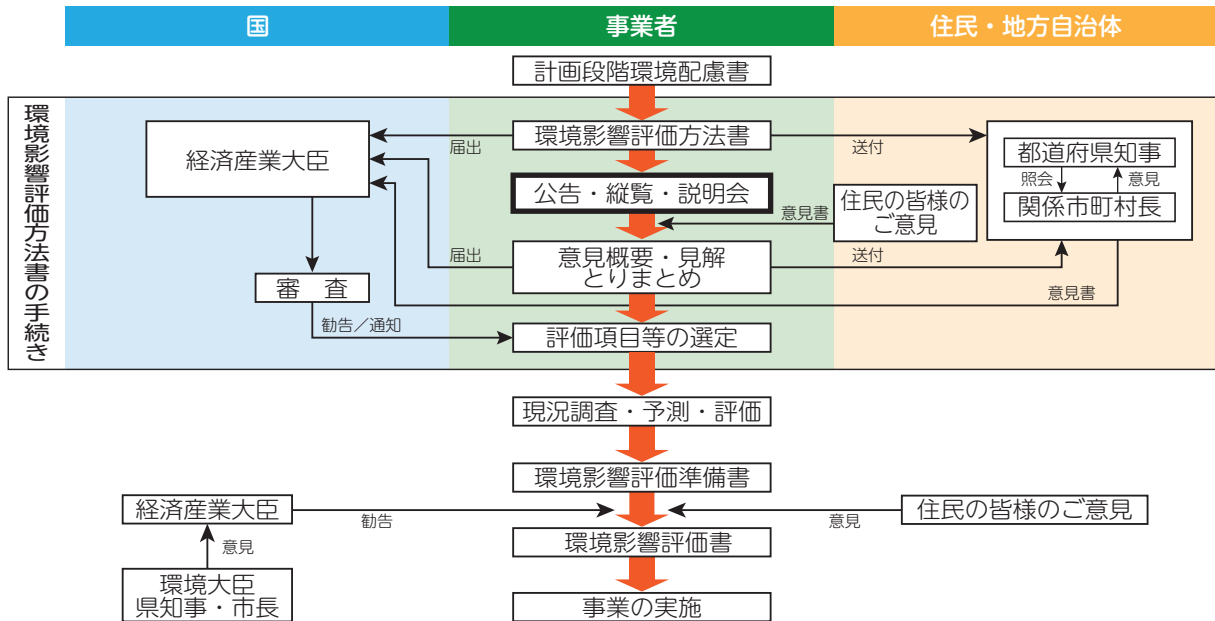 国
事業者
住民・地方自治体
計画段階環境配慮書
環境影響評価方法書の手続き
環境影響評価方法書
届出
送付
経済産業大臣
都道府県知事
照会
意見
関係市町村長
公告・縦覧・説明会
意見書
住民の皆様の
ご意見
届出
意見概要・見解
とりまとめ
送付
審　査
意見書
勧告／通知
評価項目等の選定
現況調査・予測・評価
環境影響評価準備書
経済産業大臣
勧告
意見
住民の皆様のご意見
環境影響評価書
意見
環境大臣
県知事・市長
事業の実施